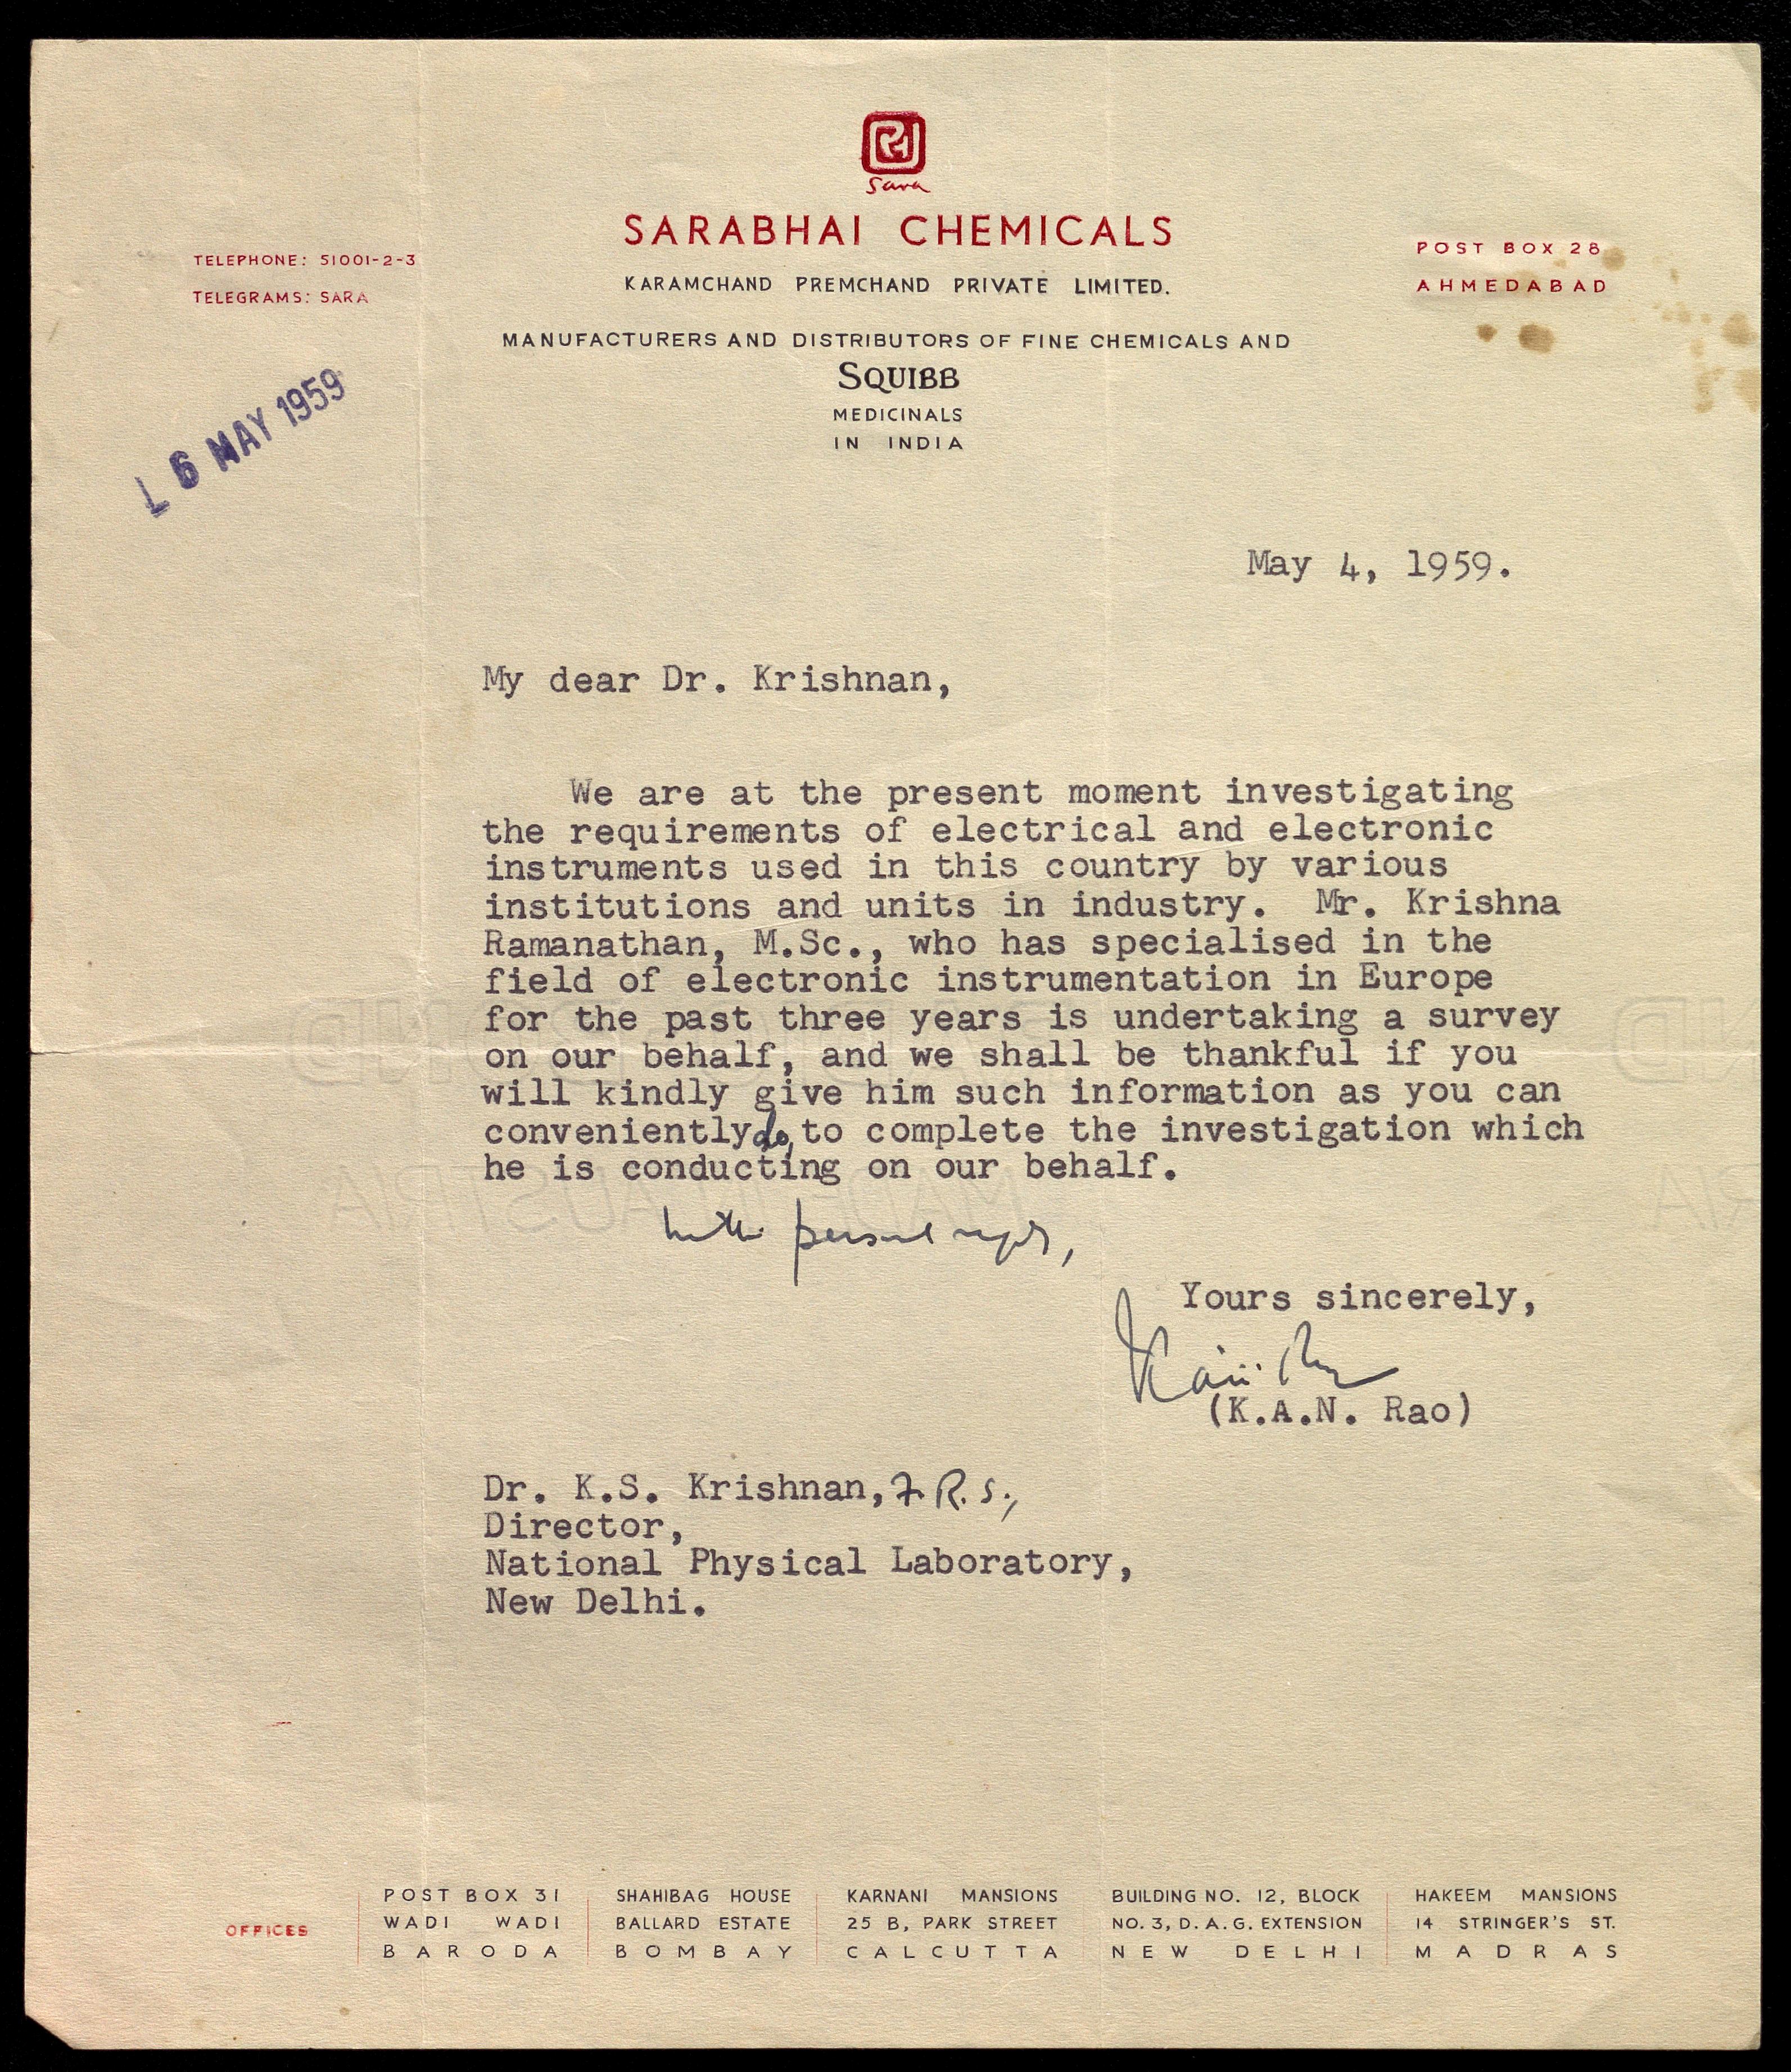 Sara
SARABHAI CHEMICALS
TELEPHONE: 51001-2-3
TELEGRAMS: SARA
POST BOX 28
AHMEDABAD
KARAMCHAND PREMCHAND PRIVATE LIMITED.
MANUFACTURERS AND DISTRIBUTORS OF FINE CHEMICALS AND
SQUIBB
MEDICINALS
IN INDIA
L 6 MAY 1959
May 4, 1959.
My dear Dr. Krishnan,
We are at the present moment investigating
the requirements of electrical and electronic
instruments used in this country by various
institutions and units in industry. Mr. Krishna
Ramanathan, M.Sc., who has specialised in the
field of electronic instrumentation in Europe
for the past three years is undertaking a survey
on our behalf, and we shall be thankful if you
will kindly give him such information as you can
conveniently do, to complete the investigation which
he is conducting on our behalf.
With personal regards,
Yours sincerely,
(K.A.N. Rao)
Dr. K.S. Krishnan, F.R.S.,
Director,
National Physical Laboratory,
New Delhi.
OFFICES
POST BOX 31
WADI WADI
BARODA
SHAHIBAG HOUSE
BALLARD ESTATE
BOMBAY
KARNANI MANSIONS
25 B, PARK STREET
CALCUTTA
BUILDING NO. 12, BLOCK
NO. 3, D. A. G. EXTENSION
NEW DELHI
HAKEEM MANSIONS
14 STRINGER'S ST.
MADRAS